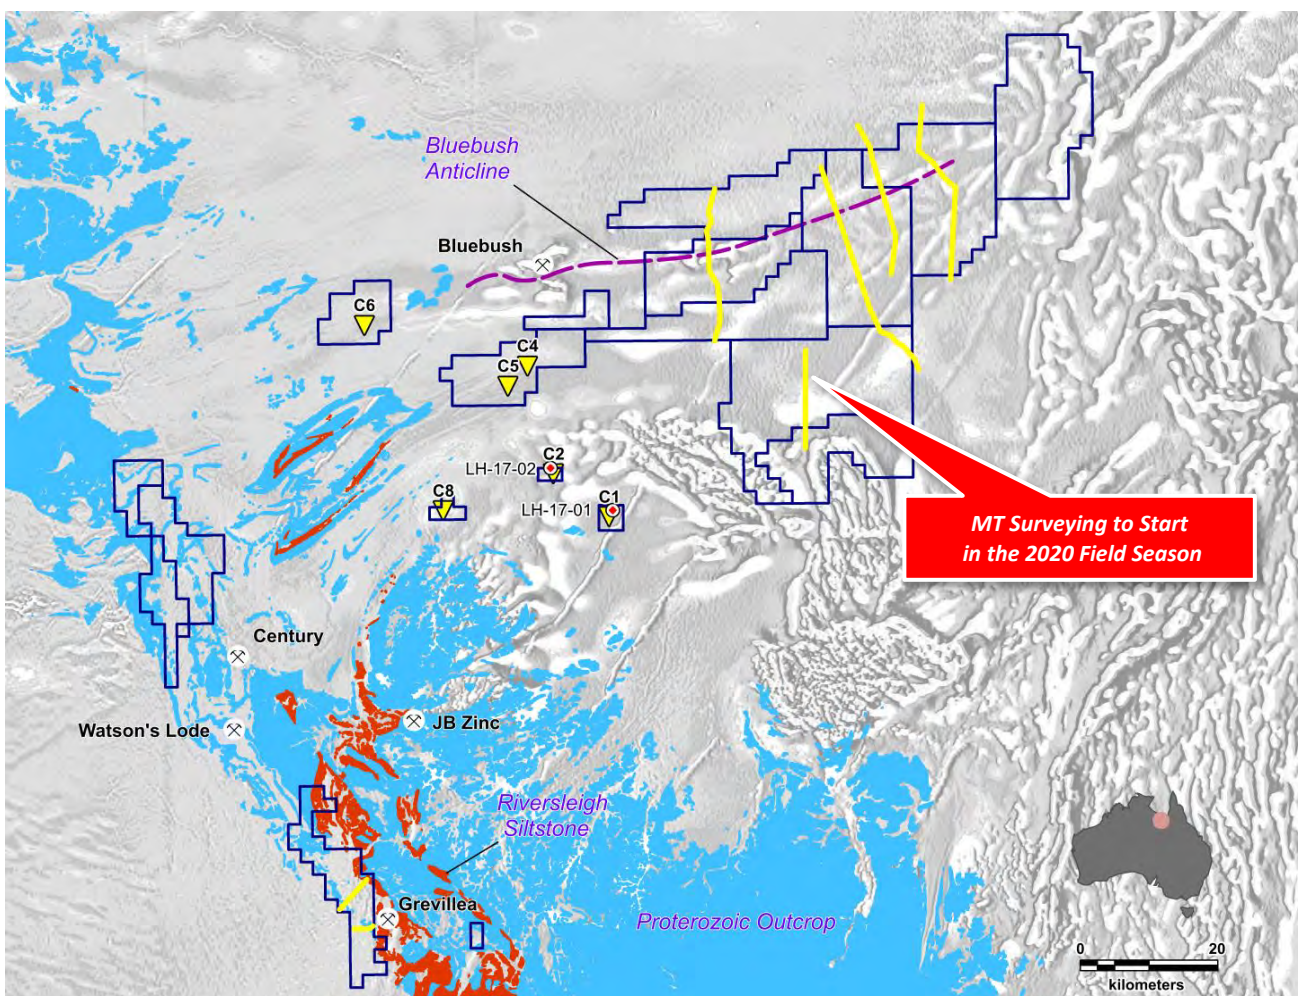 Bluebush
Anticline
Bluebush
C6
C4
C5
C2
LH-17-02
C8
C1
LH-17-01
MT Surveying to Start
in the 2020 Field Season
Century
Watson's Lode
JB Zinc
Riversleigh
Siltstone
Grevillea
Proterozoic Outcrop
0 20
kilometers